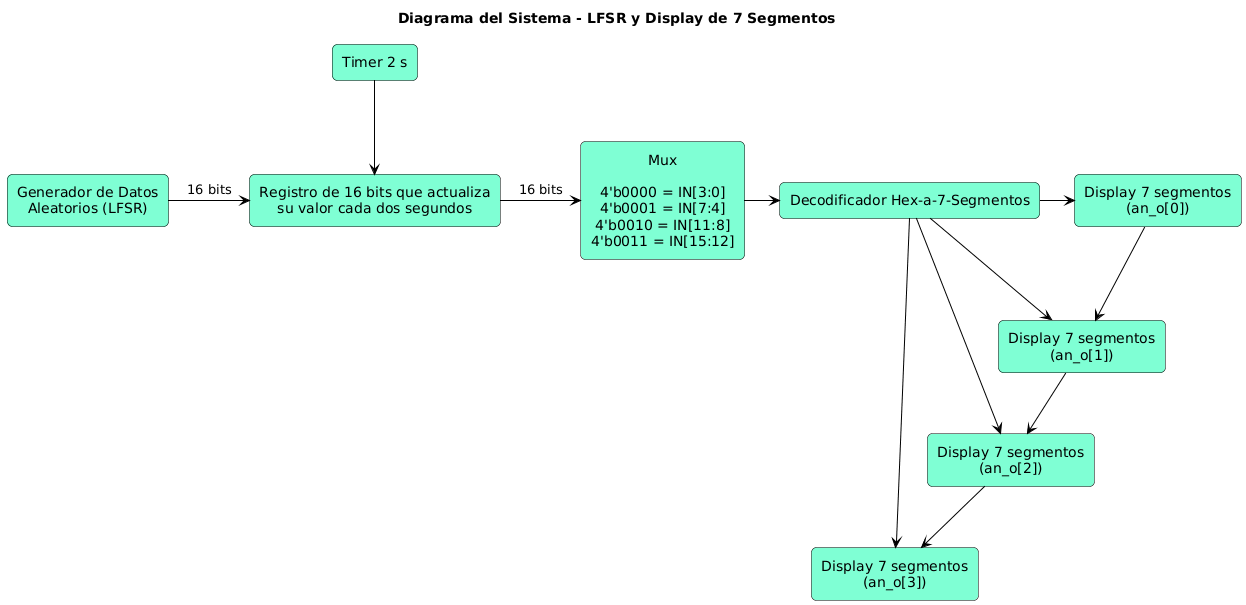 Diagrama del Sistema - LFSR y Display de 7 Segmentos
Timer 2 s
Generador de Datos
Aleatorios (LFSR)
16 bits
Registro de 16 bits que actualiza
su valor cada dos segundos
16 bits
Mux
4'b0000 = IN[3:0]
4'b0001 = IN[7:4]
4'b0010 = IN[11:8]
4'b0011 = IN[15:12]
Decodificador Hex-a-7-Segmentos
Display 7 segmentos
(an_o[0])
Display 7 segmentos
(an_o[1])
Display 7 segmentos
(an_o[2])
Display 7 segmentos
(an_o[3])